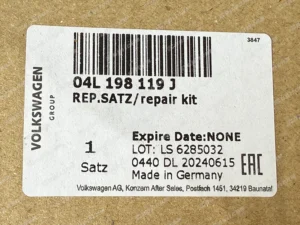 3847
VOLKSWAGEN
GROUP
04L 198 119 J
REP.SATZ/repair kit
1
Satz
Expire Date:NONE
LOT: LS 6285032
0440 DL 20240615
Made in Germany
EAC
Volkswagen AG, Konzern After Sales, Postfach 1451, 34219 Baunatal